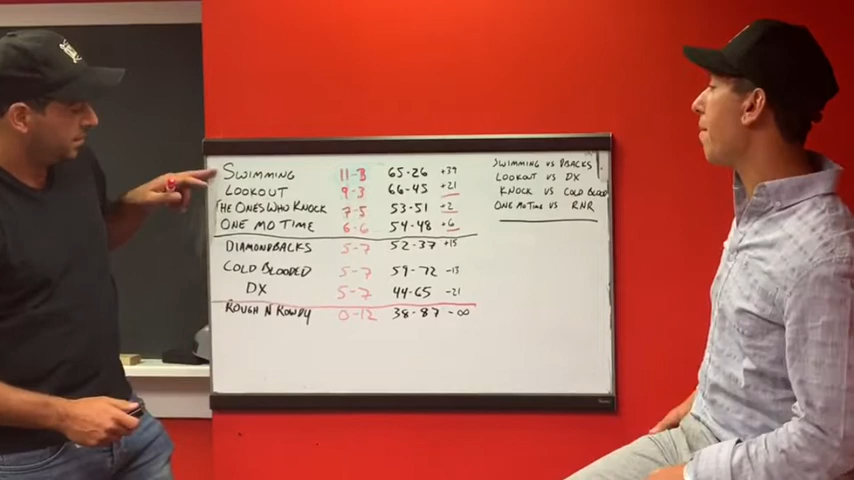 SWIMMING 11-3 65-26 +39
LOOKOUT 9-3 66-45 +21
THE ONES WHO KNOCK 7-5 53-51 +2
ONE MO TIME 6-6 54-48 +6
DIAMONDBACKS 5-7 52-37 +15
COLD BLOODED 5-7 59-72 -13
DX 5-7 44-65 -21
ROUGH N ROWDY 0-12 38-87 -∞
SWIMMING VS DBACKS
LOOKOUT VS DX
KNOCK VS COLD BLOOD
ONE MO TIME VS RNR